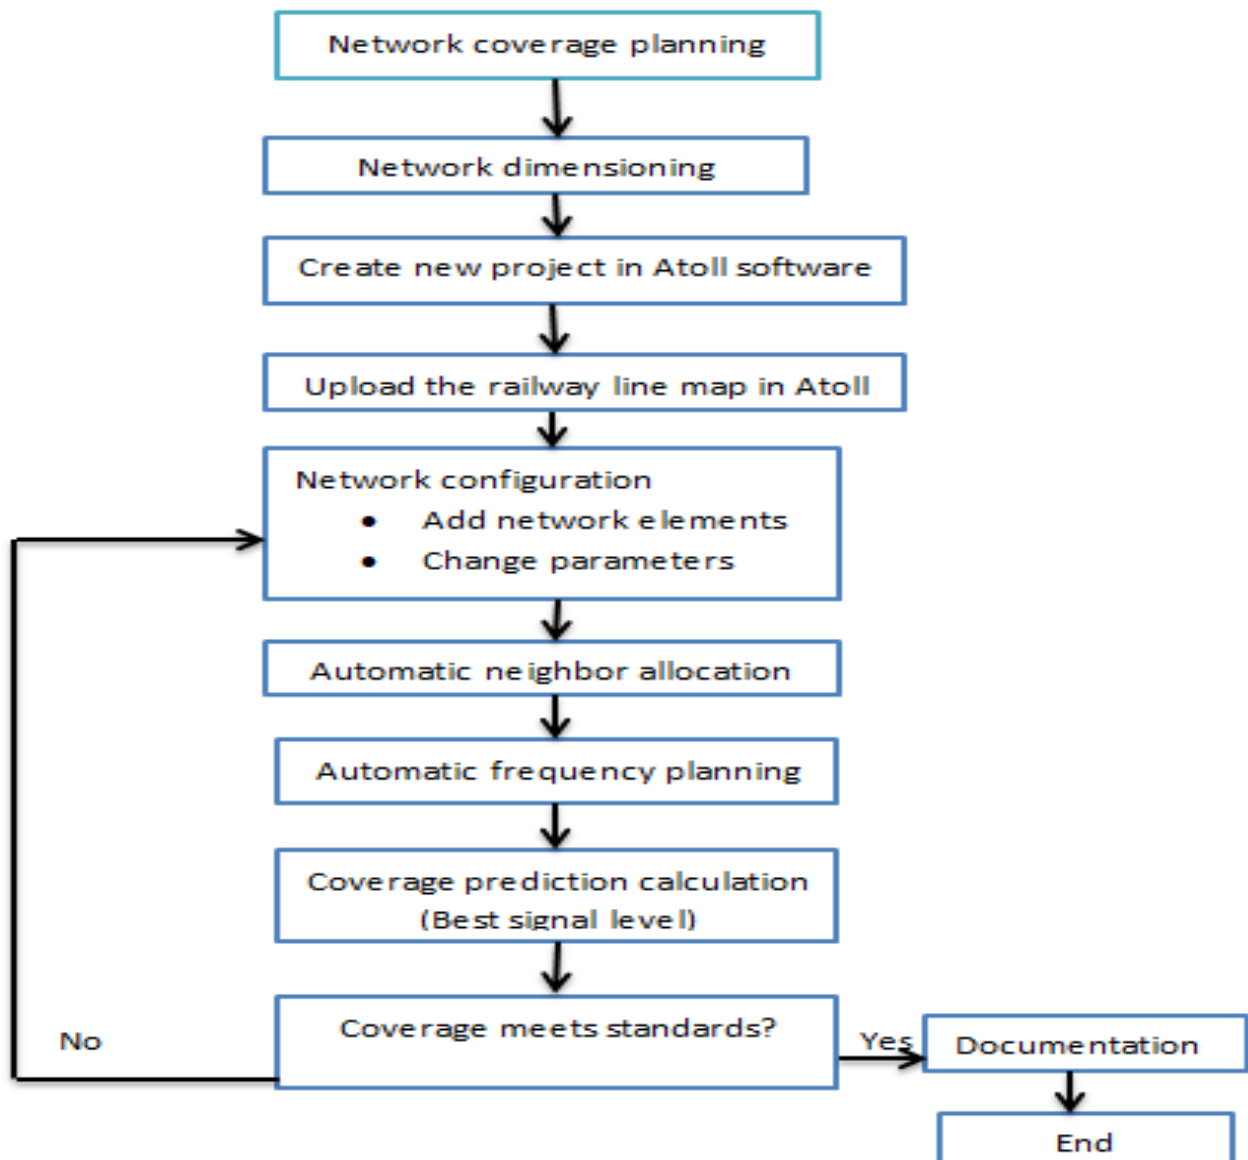 Network coverage planning
Network dimensioning
Create new project in Atoll software
Upload the railway line map in Atoll
Network configuration
• Add network elements
• Change parameters
Automatic neighbor allocation
Automatic frequency planning
Coverage prediction calculation
(Best signal level)
Coverage meets standards?
No
Yes
Documentation
End